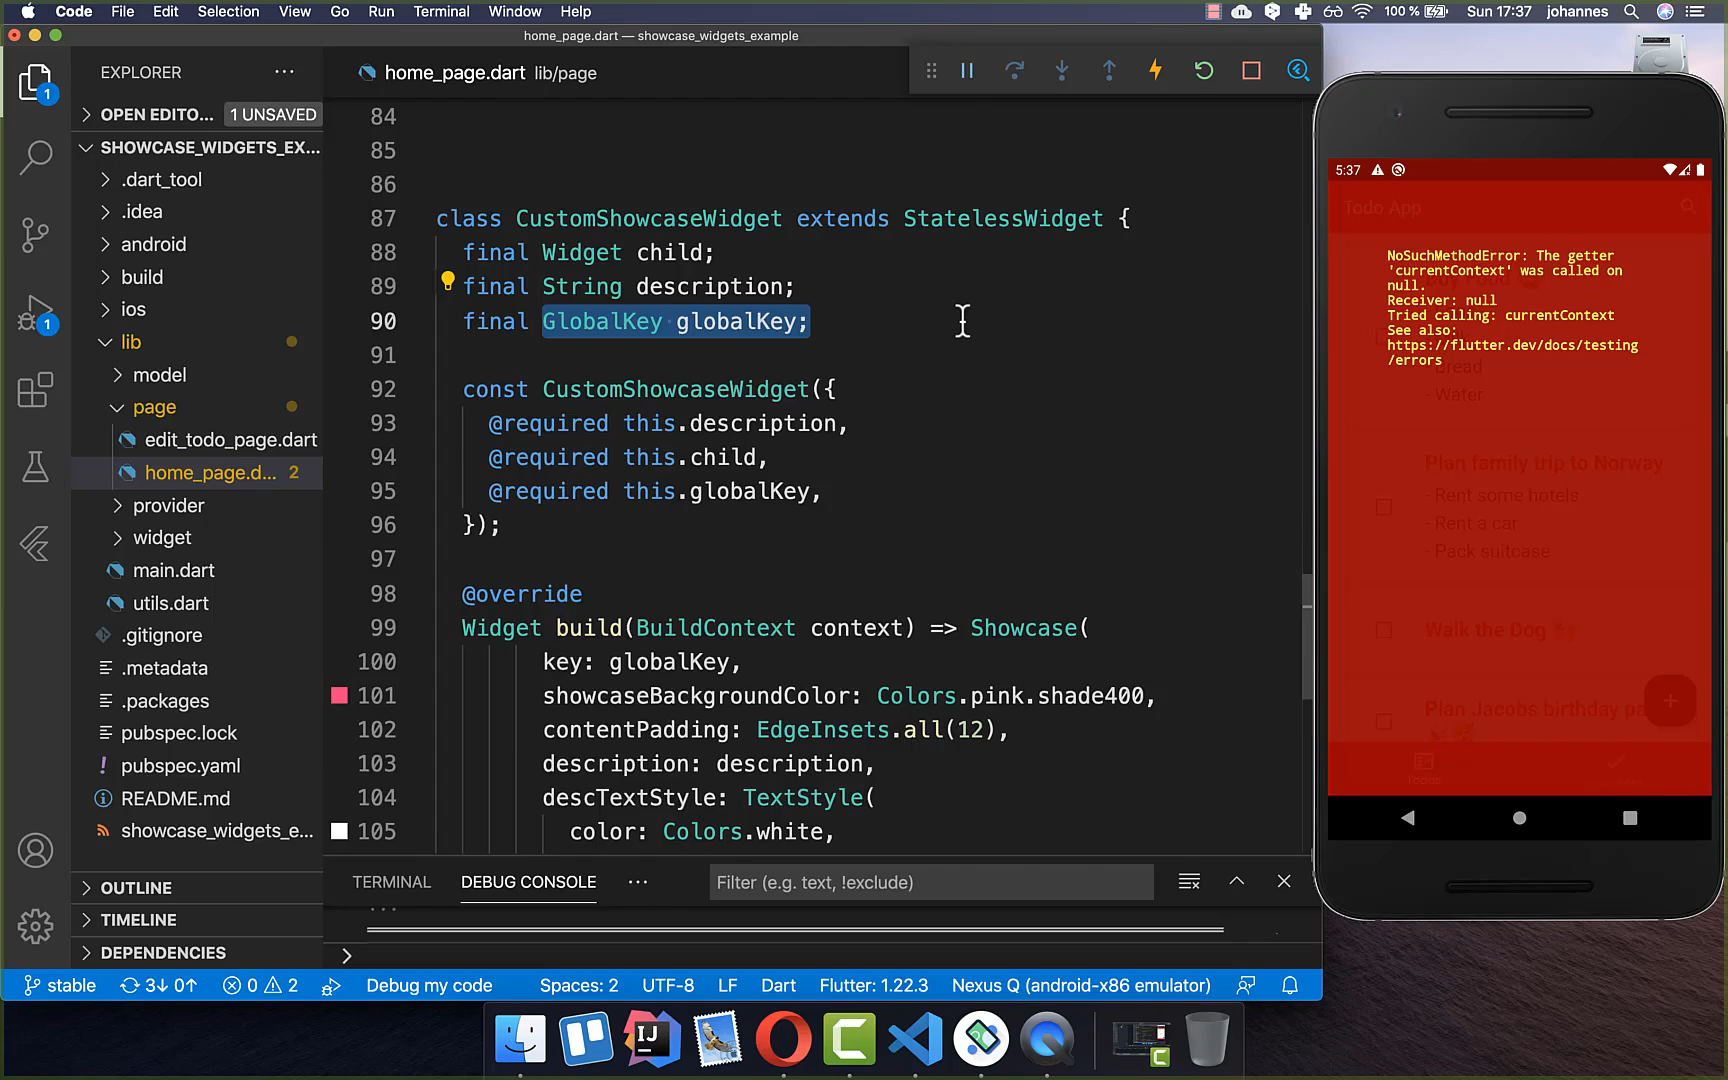 Code File Edit Selection View Go Run Terminal Window Help
100 % Sun 17:37 johannes
home_page.dart — showcase_widgets_example
EXPLORER
home_page.dart lib/page
OPEN EDITO... 1 UNSAVED
SHOWCASE_WIDGETS_EX...
.dart_tool
.idea
android
build
ios
lib
model
page
edit_todo_page.dart
home_page.d... 2
provider
widget
main.dart
utils.dart
.gitignore
.metadata
.packages
pubspec.lock
pubspec.yaml
README.md
showcase_widgets_e...
OUTLINE
TIMELINE
DEPENDENCIES
1
1
84
85
86
87 class CustomShowcaseWidget extends StatelessWidget {
88 final Widget child;
89 final String description;
90 final GlobalKey globalKey;
91
92 const CustomShowcaseWidget({
93 @required this.description,
94 @required this.child,
95 @required this.globalKey,
96 });
97
98 @override
99 Widget build(BuildContext context) => Showcase(
100 key: globalKey,
101 showcaseBackgroundColor: Colors.pink.shade400,
102 contentPadding: EdgeInsets.all(12),
103 description: description,
104 descTextStyle: TextStyle(
105 color: Colors.white,
TERMINAL DEBUG CONSOLE ... Filter (e.g. text, !exclude)
stable 3↓ 0↑ 0 2 Debug my code Spaces: 2 UTF-8 LF Dart Flutter: 1.22.3 Nexus Q (android-x86 emulator)
5:37
Todo App
NoSuchMethodError: The getter
'currentContext' was called on
null.
Receiver: null
Tried calling: currentContext
See also:
https://flutter.dev/docs/testing
/errors
- Bread
- Water
Plan family trip to Norway
- Rent some hotels
- Rent a car
- Pack suitcase
Walk the Dog
Plan Jacobs birthday pa
Todos